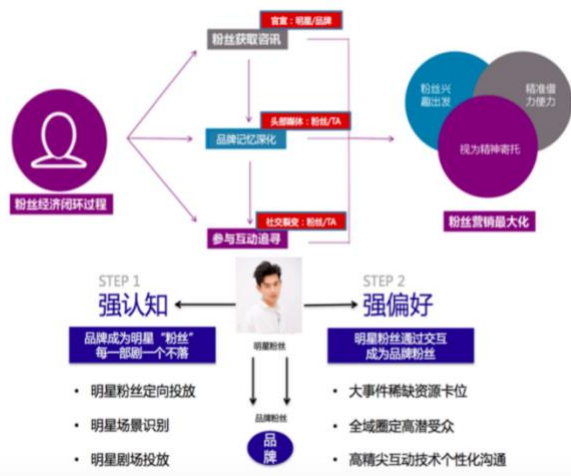 官宣:明星/品牌
粉丝获取咨讯
头部媒体:粉丝/TA
品牌记忆深化
社交裂变:粉丝/TA
参与互动追寻
粉丝经济闭环过程
粉丝兴
趣出发
精准借
力使力
视为精神寄托
粉丝营销最大化
STEP 1
强认知
品牌成为明星“粉丝”
每一部剧一个不落
• 明星粉丝定向投放
• 明星场景识别
• 明星剧场投放
明星粉丝
品牌粉丝
品
牌
STEP 2
强偏好
明星粉丝通过交互
成为品牌粉丝
• 大事件稀缺资源卡位
• 全域圈定高潜受众
• 高精尖互动技术个性化沟通